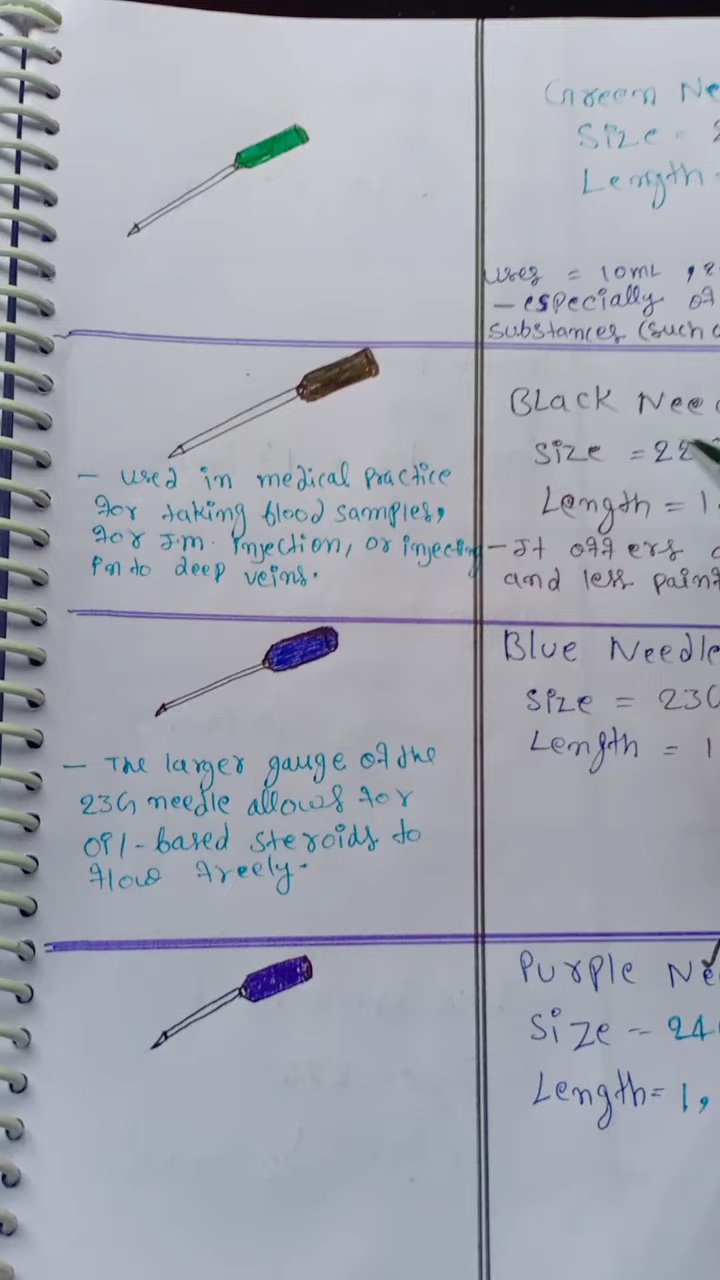 Green Ne
Size -
Length -
uses = 10mL ,
- especially of
substances (such
Black Nee
Size = 22
Length = 1
- used in medical practice
for taking blood samples,
for I.m. injection, or injecting
into deep veins.
- It offers
and less pain
Blue Needle
Size = 23G
Length = 1
- The larger gauge of the
23G needle allows for
oil-based steroids to
flow freely.
Purple Ne
Size - 24
Length = 1,